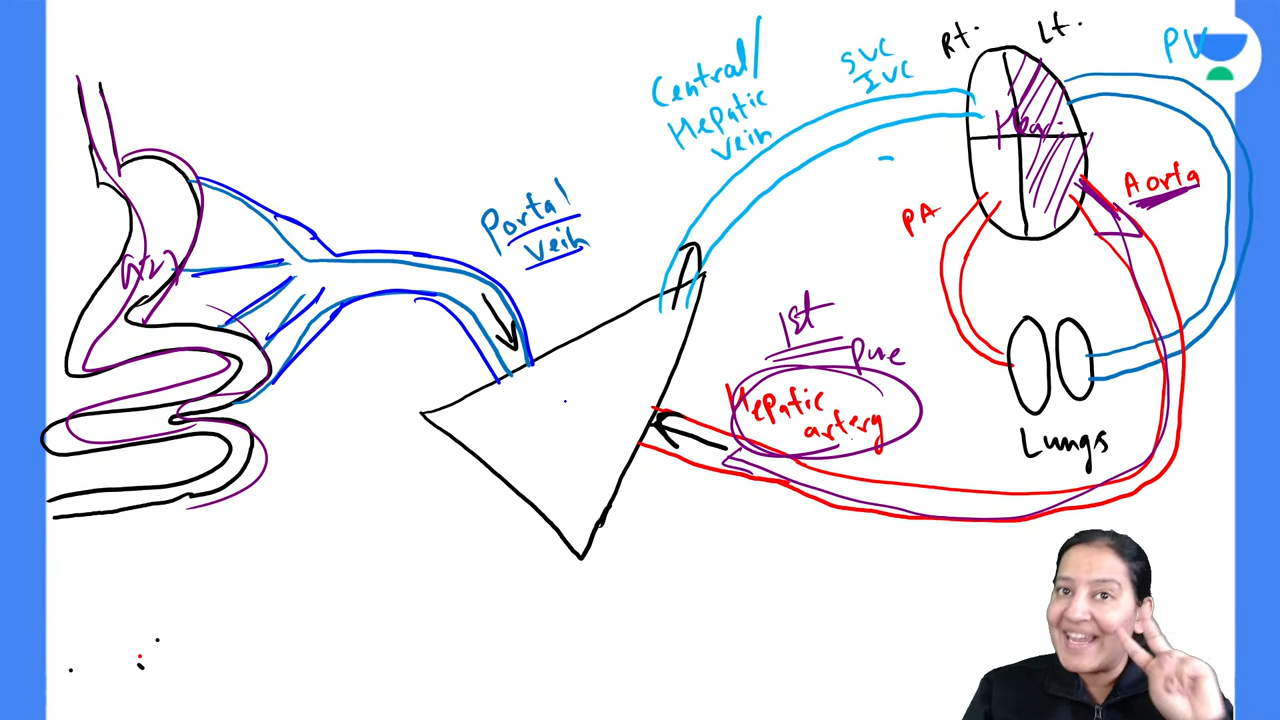 Rt.
Lt.
PV
SVC
IVC
Central/
Hepatic
vein
Aorta
PA
Portal
vein
1st
pure
Hepatic
artery
Lungs